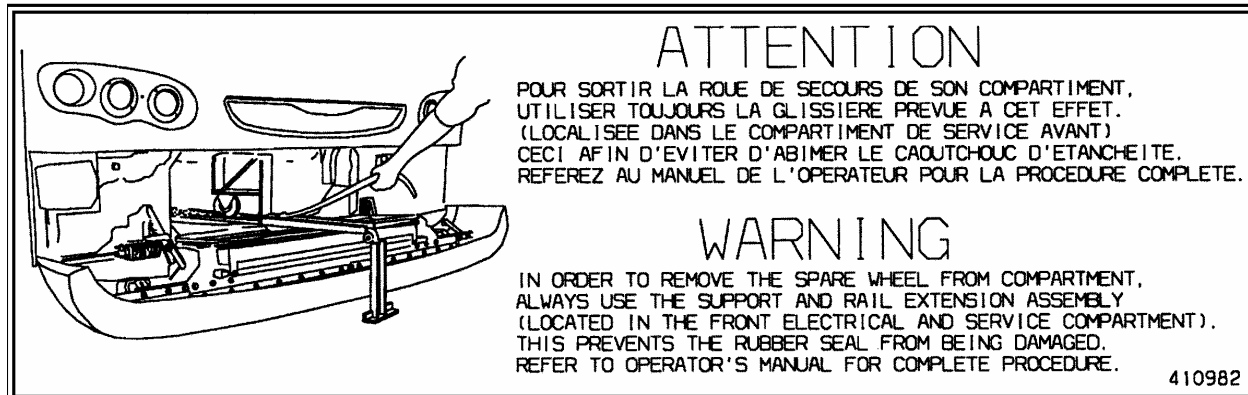 ATTENTION
POUR SORTIR LA ROUE DE SECOURS DE SON COMPARTIMENT,
UTILISER TOUJOURS LA GLISSIERE PREVUE A CET EFFET.
(LOCALISEE DANS LE COMPARTIMENT DE SERVICE AVANT)
CECI AFIN D'EVITER D'ABIMER LE CAOUTCHOUC D'ETANCHEITE.
REFEREZ AU MANUEL DE L'OPERATEUR POUR LA PROCEDURE COMPLETE.
WARNING
IN ORDER TO REMOVE THE SPARE WHEEL FROM COMPARTMENT,
ALWAYS USE THE SUPPORT AND RAIL EXTENSION ASSEMBLY
(LOCATED IN THE FRONT ELECTRICAL AND SERVICE COMPARTMENT).
THIS PREVENTS THE RUBBER SEAL FROM BEING DAMAGED.
REFER TO OPERATOR'S MANUAL FOR COMPLETE PROCEDURE.
410982